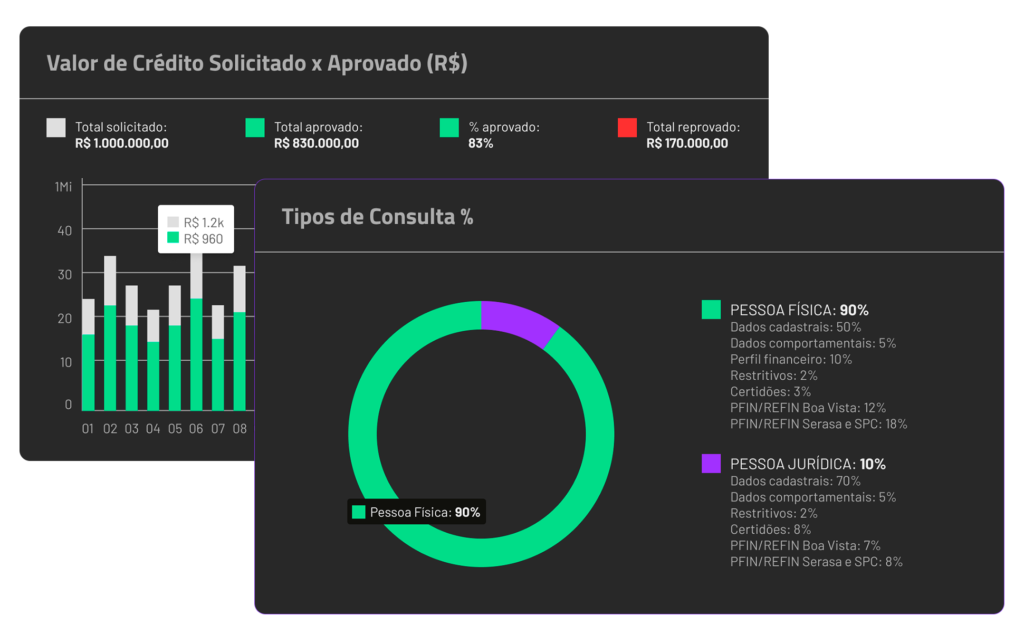 Valor de Crédito Solicitado x Aprovado (R$)
Total solicitado:
R$ 1.000.000,00
Total aprovado:
R$ 830.000,00
% aprovado:
83%
Total reprovado:
R$ 170.000,00
1Mi
40
30
20
10
0
R$ 1.2k
R$ 960
01 02 03 04 05 06 07 08
Tipos de Consulta %
Pessoa Física: 90%
PESSOA FÍSICA: 90%
Dados cadastrais: 50%
Dados comportamentais: 5%
Perfil financeiro: 10%
Restritivos: 2%
Certidões: 3%
PFIN/REFIN Boa Vista: 12%
PFIN/REFIN Serasa e SPC: 18%
PESSOA JURÍDICA: 10%
Dados cadastrais: 70%
Dados comportamentais: 5%
Restritivos: 2%
Certidões: 8%
PFIN/REFIN Boa Vista: 7%
PFIN/REFIN Serasa e SPC: 8%